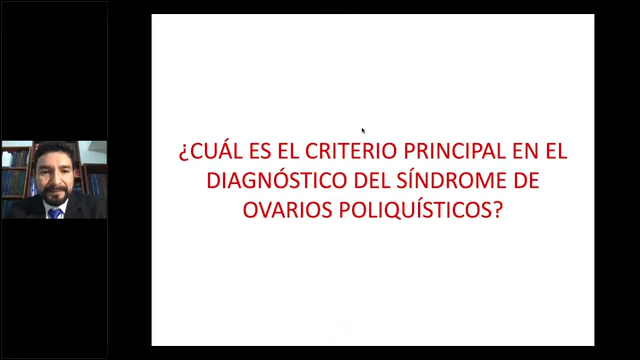 ¿CUÁL ES EL CRITERIO PRINCIPAL EN EL
DIAGNÓSTICO DEL SÍNDROME DE
OVARIOS POLIQUÍSTICOS?